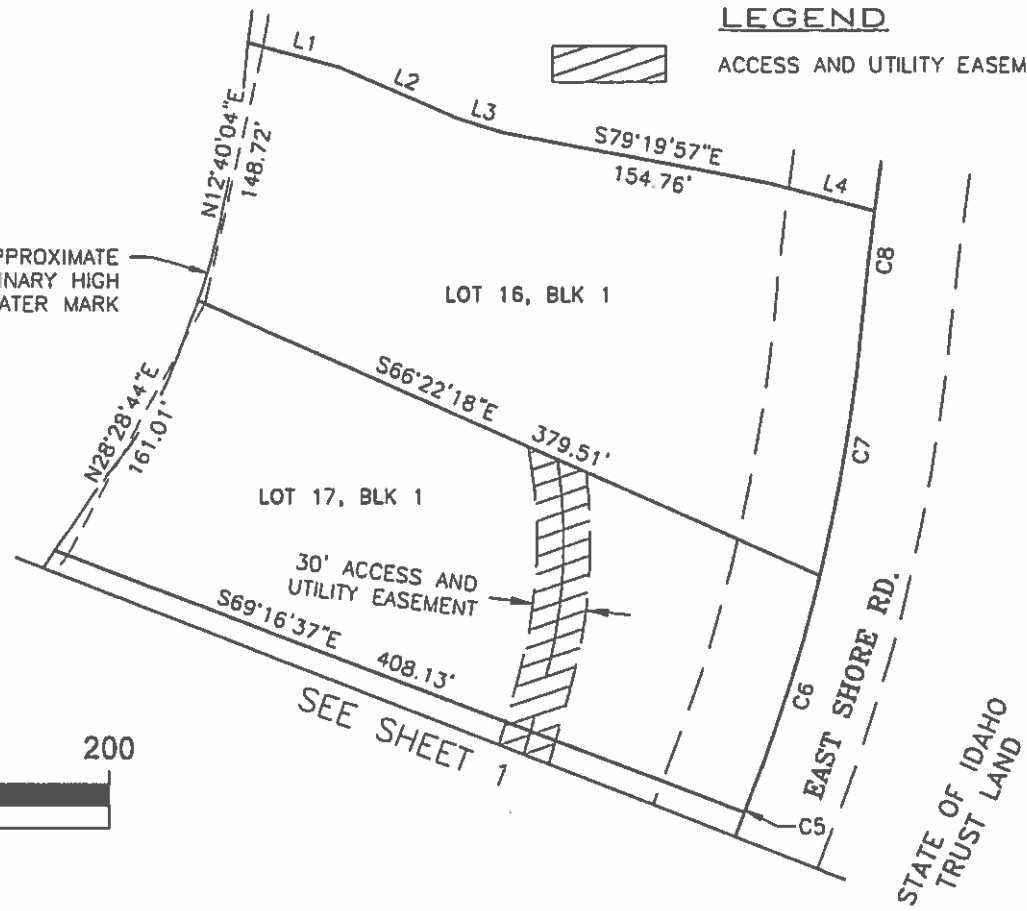 LEGEND
ACCESS AND UTILITY EASEM
L1
L2
L3
S79°19'57"E
154.76'
L4
N12°40'04"E
148.72'
PPROXIMATE
INARY HIGH
ATER MARK
C8
LOT 16, BLK 1
S66°22'18"E
379.51'
C7
N28°28'44"E
161.01'
LOT 17, BLK 1
30' ACCESS AND
UTILITY EASEMENT
S69°16'37"E
408.13'
SEE SHEET 1
C6
EAST SHORE RD.
C5
STATE OF IDAHO
TRUST LAND
200